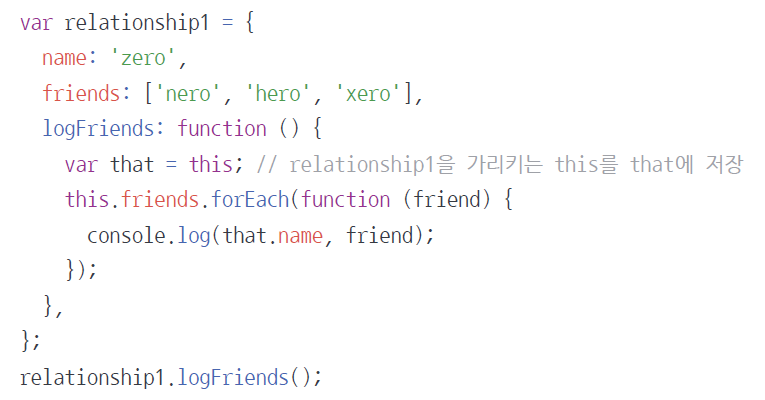 var relationship1 = {
  name: 'zero',
  friends: ['nero', 'hero', 'xero'],
  logFriends: function () {
    var that = this; // relationship1을 가리키는 this를 that에 저장
    this.friends.forEach(function (friend) {
      console.log(that.name, friend);
    });
  },
};
relationship1.logFriends();